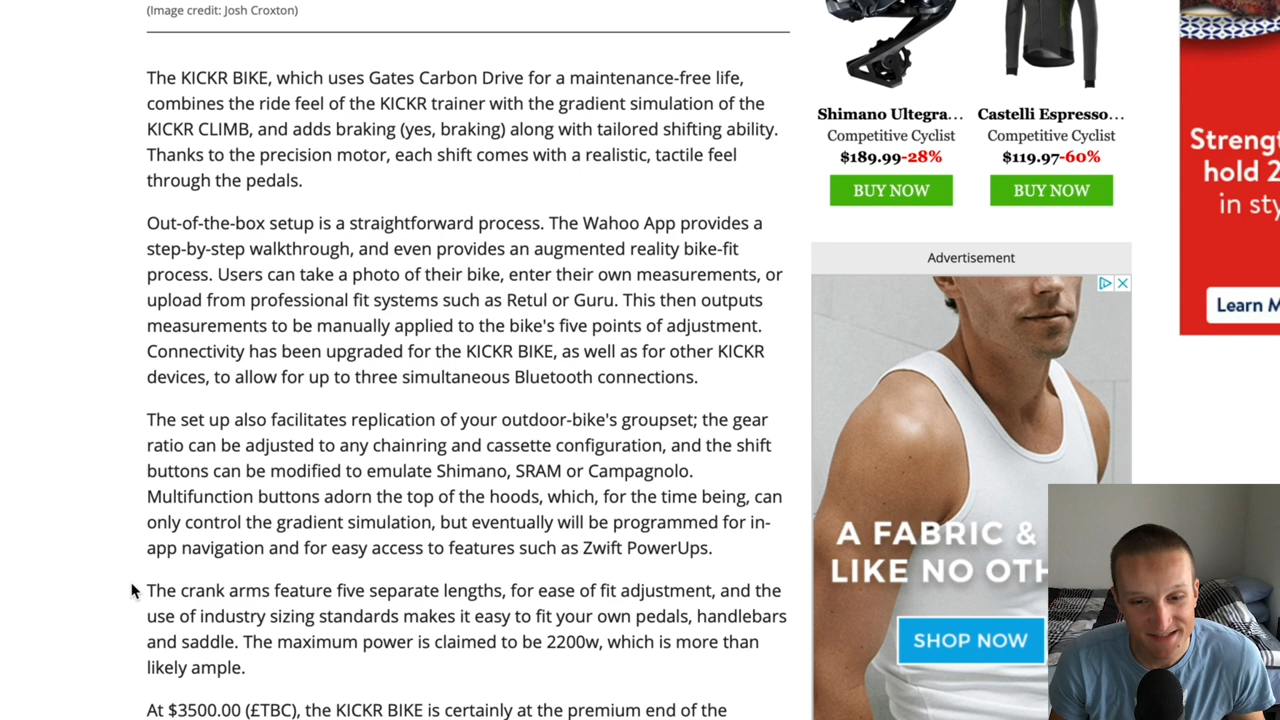 (Image credit: Josh Croxton)
The KICKR BIKE, which uses Gates Carbon Drive for a maintenance-free life,
combines the ride feel of the KICKR trainer with the gradient simulation of the
KICKR CLIMB, and adds braking (yes, braking) along with tailored shifting ability.
Thanks to the precision motor, each shift comes with a realistic, tactile feel
through the pedals.
Out-of-the-box setup is a straightforward process. The Wahoo App provides a
step-by-step walkthrough, and even provides an augmented reality bike-fit
process. Users can take a photo of their bike, enter their own measurements, or
upload from professional fit systems such as Retul or Guru. This then outputs
measurements to be manually applied to the bike's five points of adjustment.
Connectivity has been upgraded for the KICKR BIKE, as well as for other KICKR
devices, to allow for up to three simultaneous Bluetooth connections.
The set up also facilitates replication of your outdoor-bike's groupset; the gear
ratio can be adjusted to any chainring and cassette configuration, and the shift
buttons can be modified to emulate Shimano, SRAM or Campagnolo.
Multifunction buttons adorn the top of the hoods, which, for the time being, can
only control the gradient simulation, but eventually will be programmed for in-
app navigation and for easy access to features such as Zwift PowerUps.
The crank arms feature five separate lengths, for ease of fit adjustment, and the
use of industry sizing standards makes it easy to fit your own pedals, handlebars
and saddle. The maximum power is claimed to be 2200w, which is more than
likely ample.
At $3500.00 (£TBC), the KICKR BIKE is certainly at the premium end of the
Shimano Ultegra...
Competitive Cyclist
$189.99-28%
BUY NOW
Castelli Espresso...
Competitive Cyclist
$119.97-60%
BUY NOW
Advertisement
A FABRIC &
LIKE NO OTH
SHOP NOW
Streng
hold 2
in sty
Learn M